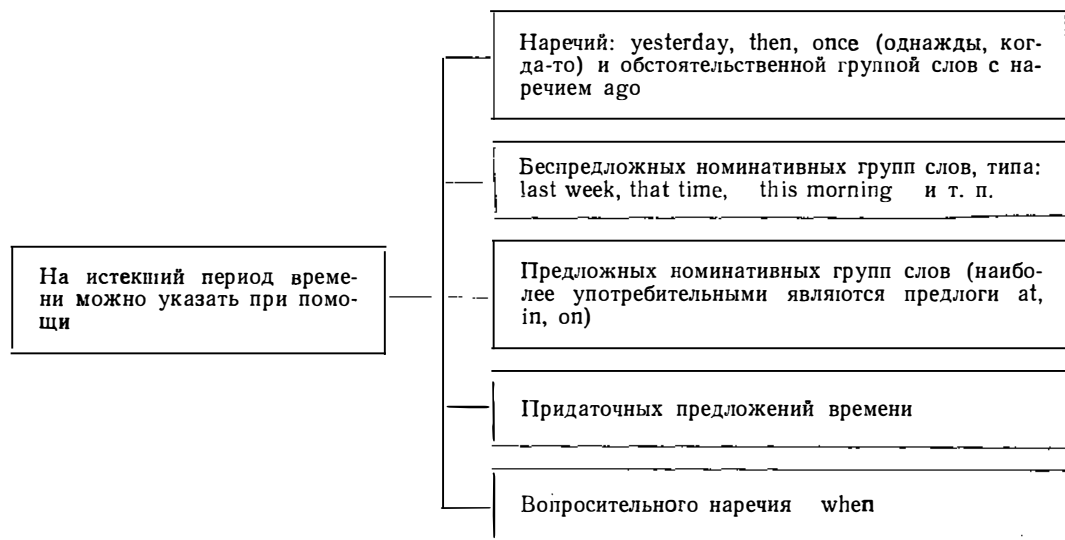 Наречий: yesterday, then, once (однажды, ког-
да-то) и обстоятельственной группой слов с на-
речием ago
Беспредложных номинативных групп слов, типа:
last week, that time, this morning и т. п.
На истекший период време-
ни можно указать при помо-
щи
Предложных номинативных групп слов (наибо-
лее употребительными являются предлоги at,
in, on)
Придаточных предложений времени
Вопросительного наречия when